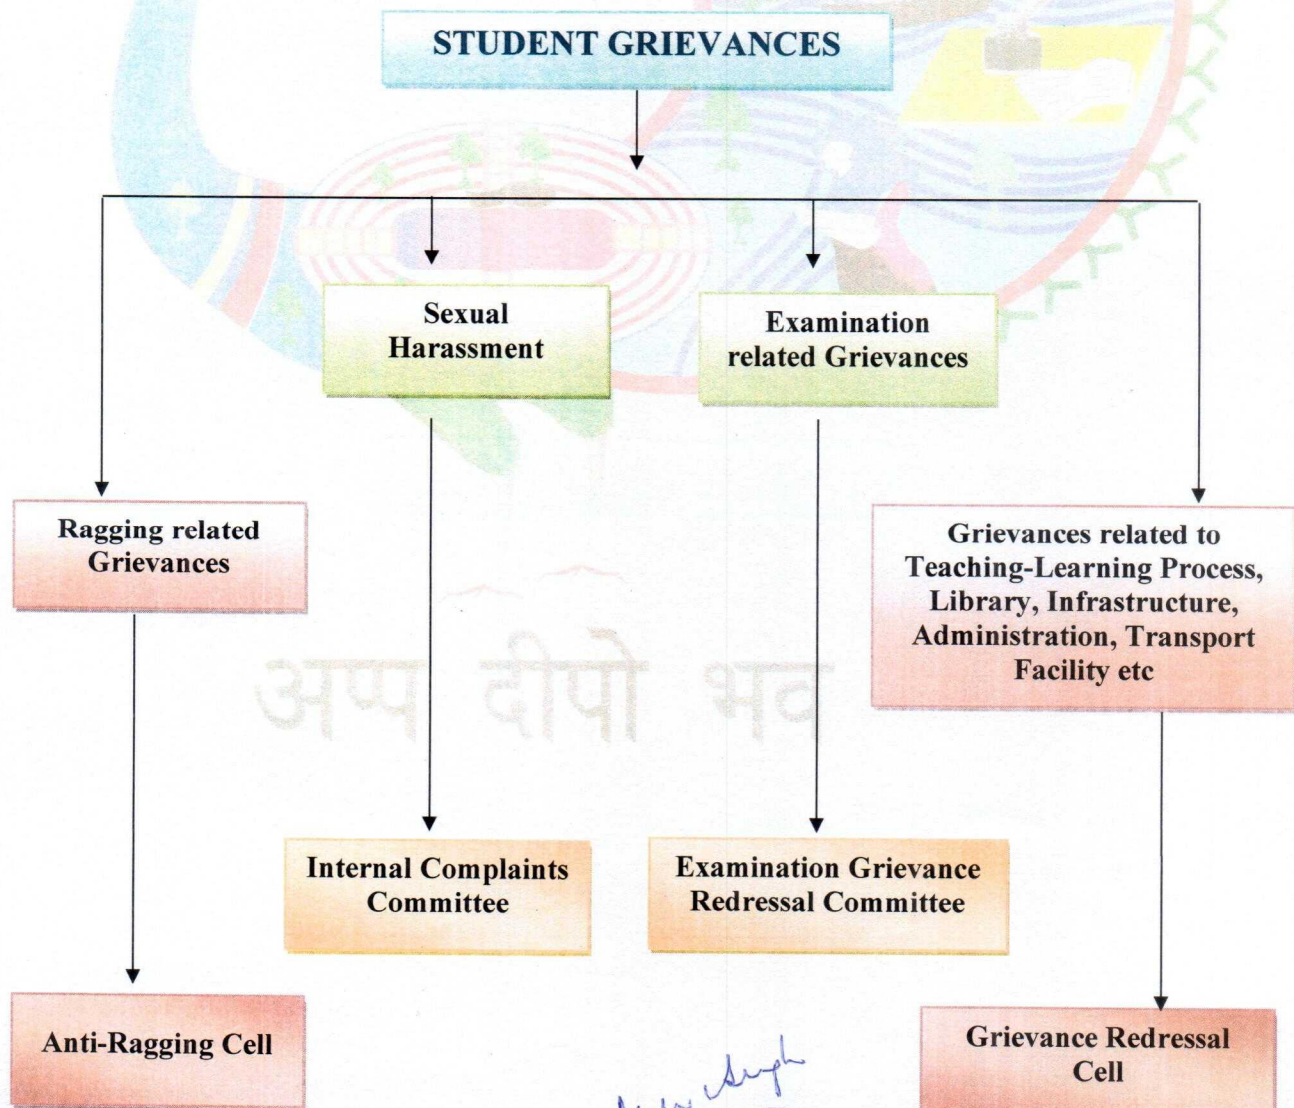 STUDENT GRIEVANCES
Sexual
Harassment
Examination
related Grievances
Ragging related
Grievances
Grievances related to
Teaching-Learning Process,
Library, Infrastructure,
Administration, Transport
Facility etc
अप्प दीपो भव
Internal Complaints
Committee
Examination Grievance
Redressal Committee
Anti-Ragging Cell
Grievance Redressal
Cell
Singh